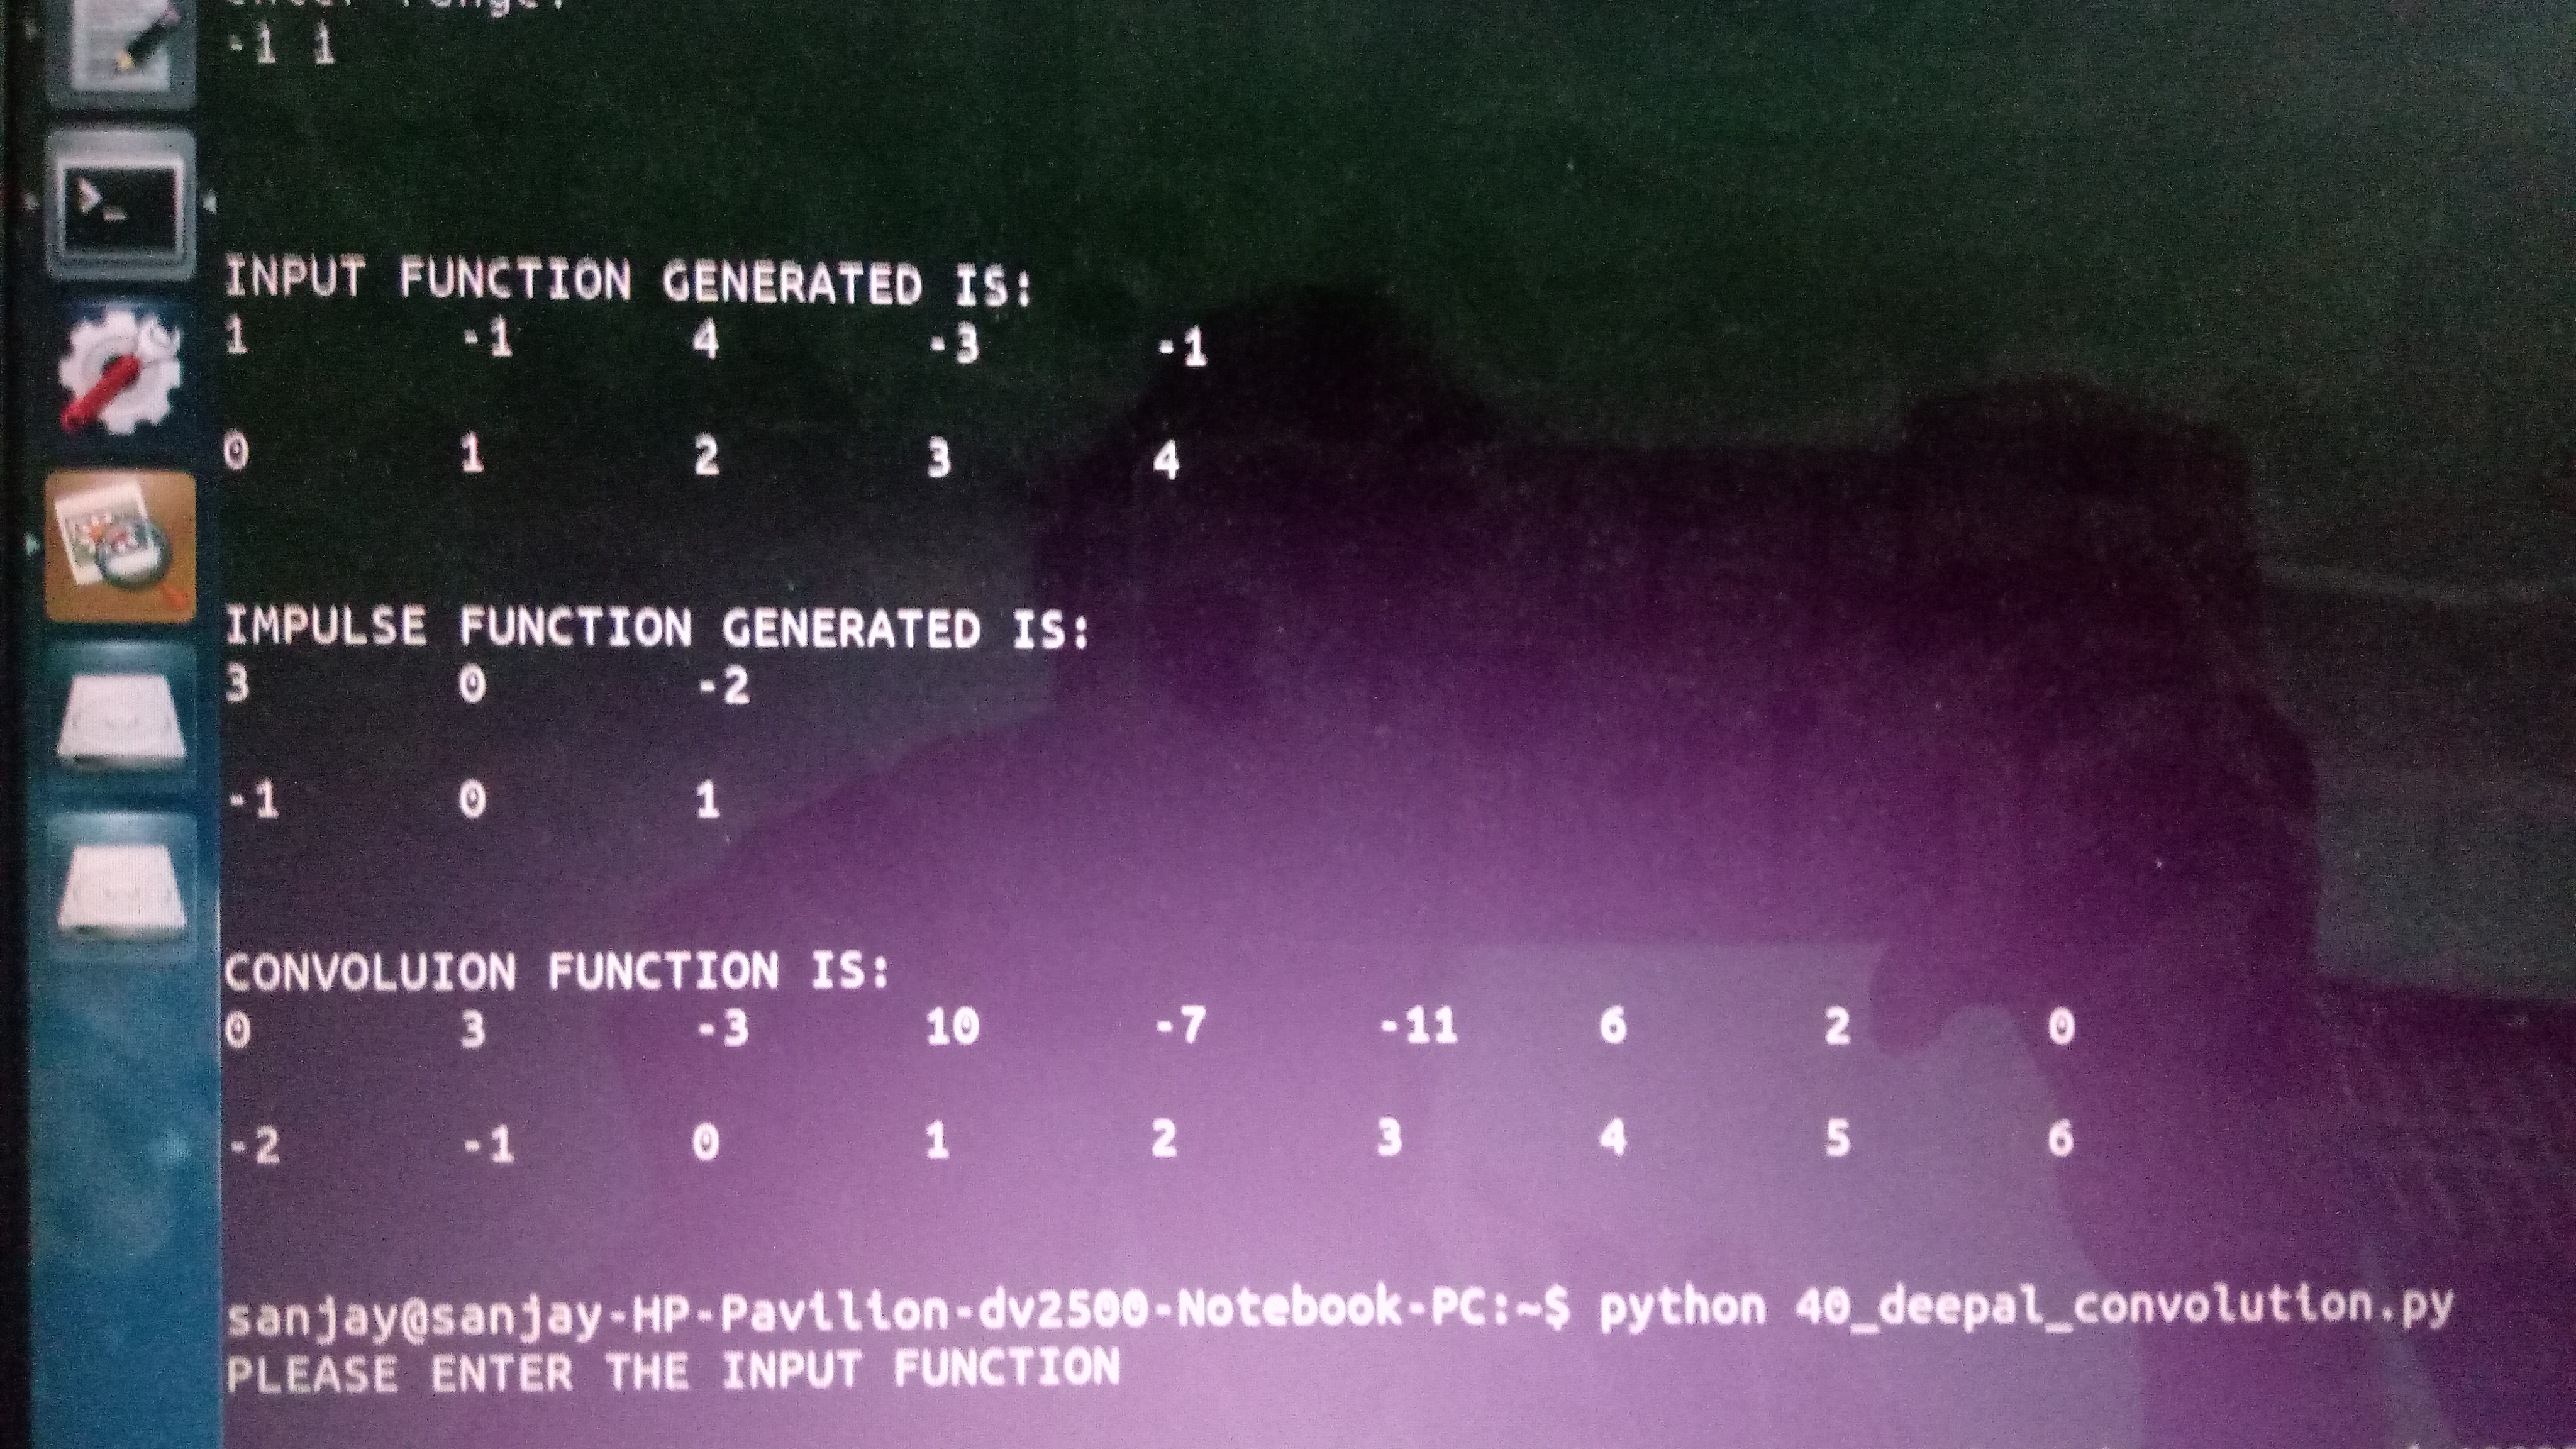 -1 1
INPUT FUNCTION GENERATED IS:
1 -1 4 -3 -1
0 1 2 3 4
IMPULSE FUNCTION GENERATED IS:
3 0 -2
-1 0 1
CONVOLUION FUNCTION IS:
0 3 -3 10 -7 -11 6 2 0
-2 -1 0 1 2 3 4 5 6
sanjay@sanjay-HP-Pavilion-dv2500-Notebook-PC:~$ python 40_deepal_convolution.py
PLEASE ENTER THE INPUT FUNCTION